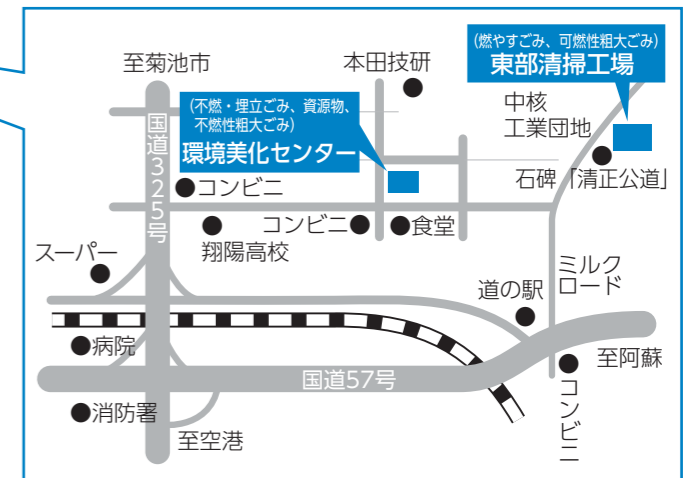 (燃やすごみ、可燃性粗大ごみ)
東部清掃工場
至菊池市
本田技研
中核
工業団地
(不燃・埋立ごみ、資源物、
不燃性粗大ごみ)
環境美化センター
国道325号
石碑「清正公道」
コンビニ
コンビニ
食堂
翔陽高校
スーパー
ミルク
ロード
道の駅
病院
至阿蘇
国道57号
コンビニ
消防署
至空港